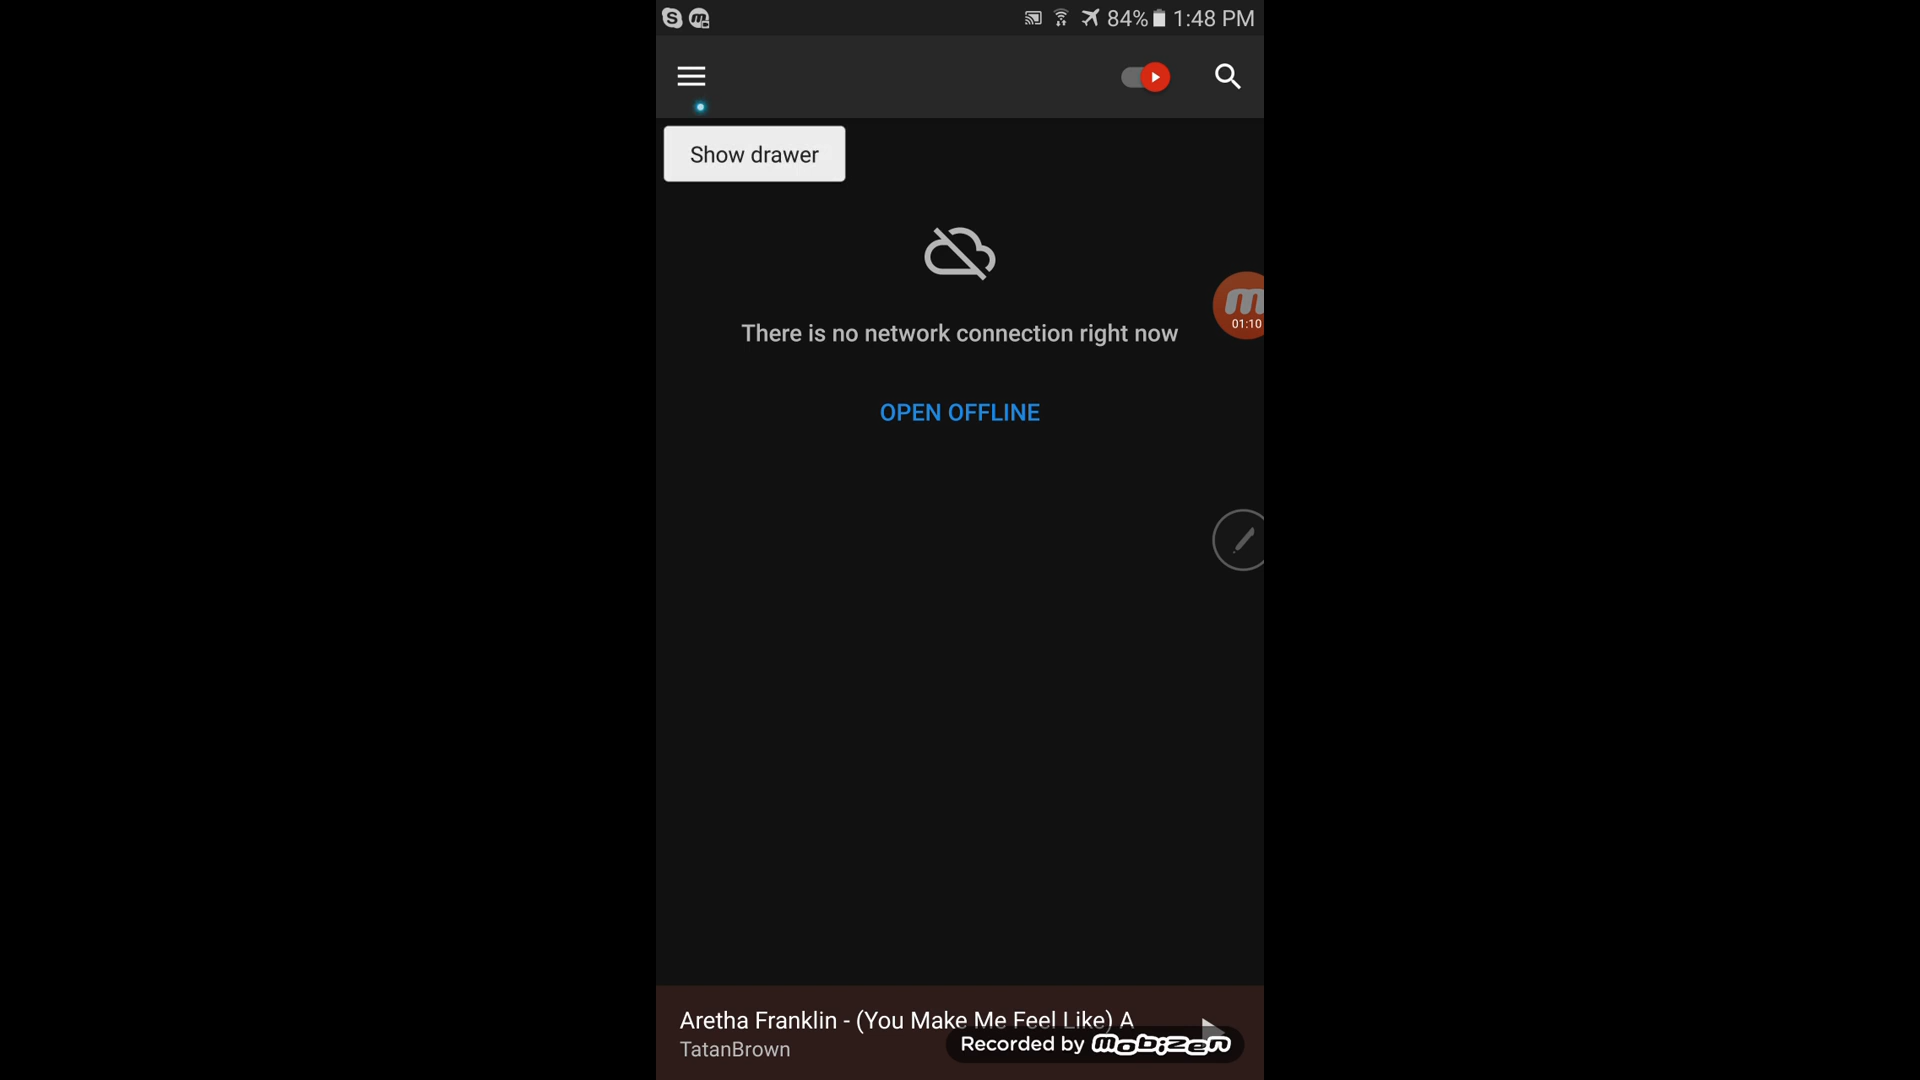 84% 1:48 PM
Show drawer
There is no network connection right now
01:10
OPEN OFFLINE
Aretha Franklin - (You Make Me Feel Like) A
TatanBrown
Recorded by mobizen